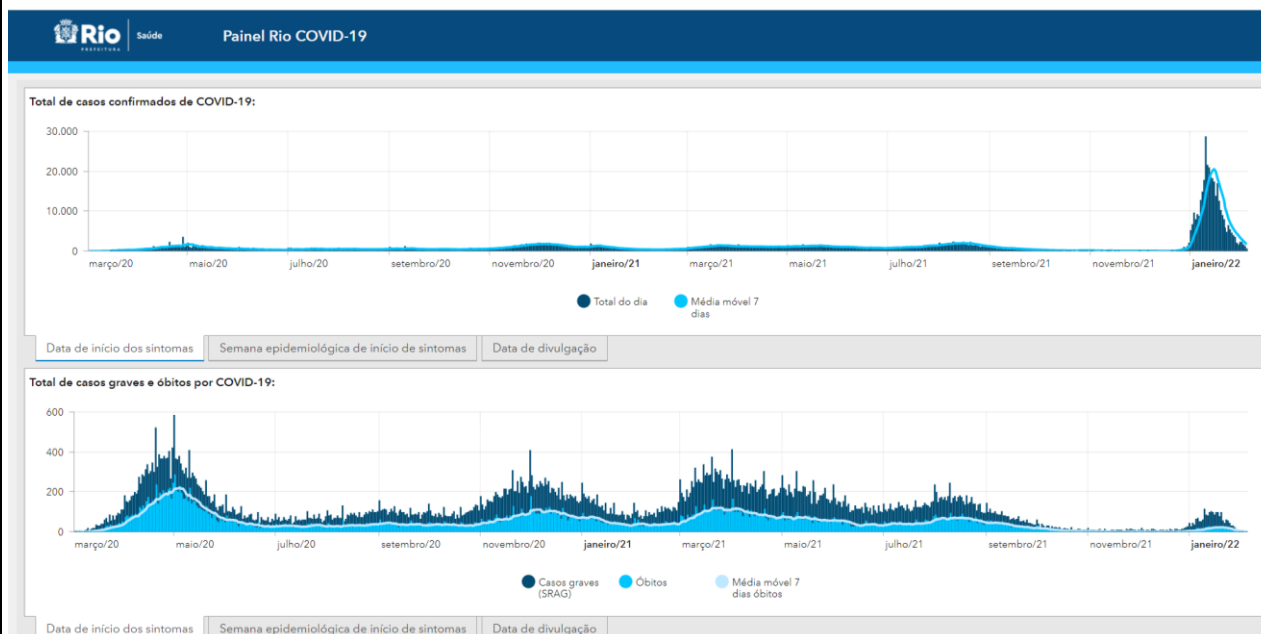 Rio
PREFEITURA
Saúde
Painel Rio COVID-19
Total de casos confirmados de COVID-19:
30.000
20.000
10.000
0
março/20 maio/20 julho/20 setembro/20 novembro/20 janeiro/21 março/21 maio/21 julho/21 setembro/21 novembro/21 janeiro/22
Total do dia Média móvel 7
dias
Data de início dos sintomas Semana epidemiológica de início de sintomas Data de divulgação
Total de casos graves e óbitos por COVID-19:
600
400
200
0
março/20 maio/20 julho/20 setembro/20 novembro/20 janeiro/21 março/21 maio/21 julho/21 setembro/21 novembro/21 janeiro/22
Casos graves Óbitos Média móvel 7
(SRAG) dias óbitos
Data de início dos sintomas Semana epidemiológica de início de sintomas Data de divulgação